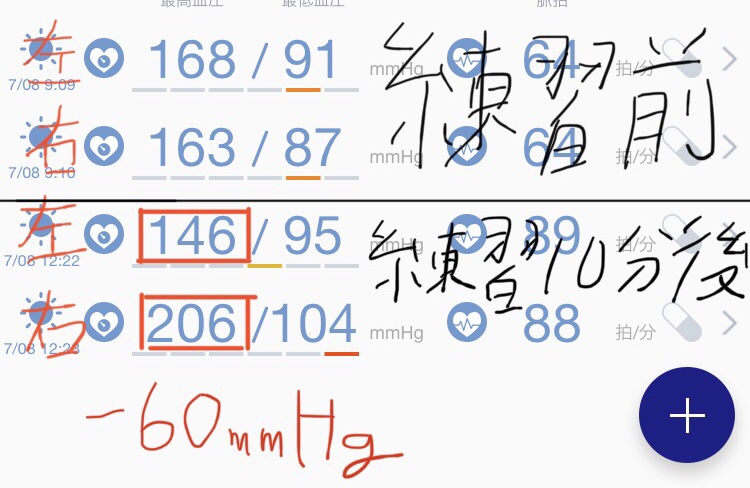 最高血圧 最低血圧 脈拍
左 168 / 91 mmHg 64 拍/分
7/08 9:09
練習前
右 163 / 87 mmHg 64 拍/分
7/08 9:10
左 146 / 95 mmHg 89 拍/分
7/08 12:22
練習10分後
右 206 / 104 mmHg 88 拍/分
7/08 12:23
-60mmHg
+